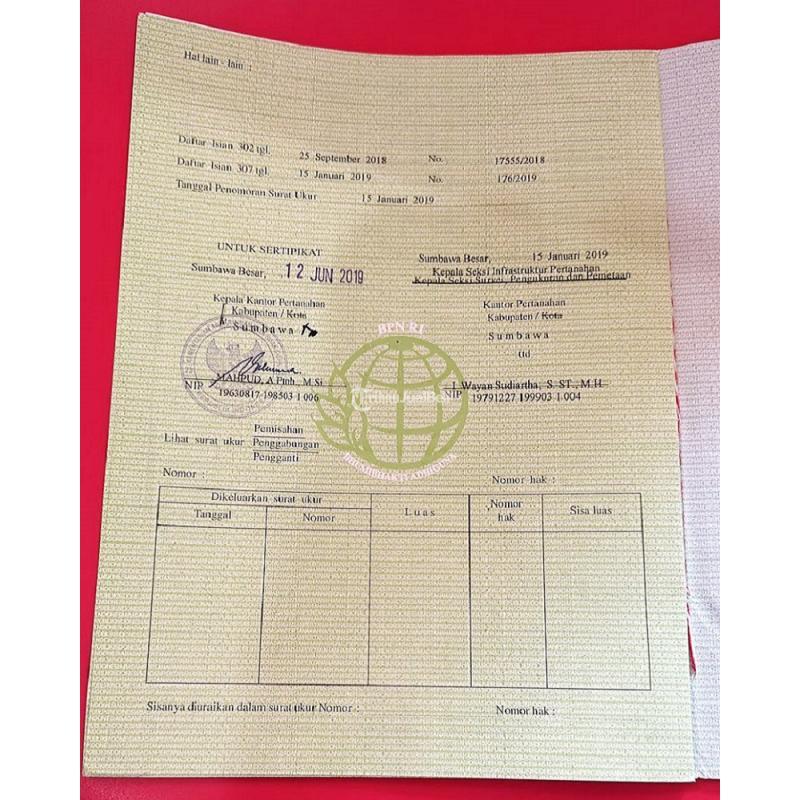 Hal lain - lain :
Daftar Isian 302 tgl. 25 September 2018 No. 17555/2018
Daftar Isian 307 tgl. 15 Januari 2019 No. 176/2019
Tanggal Penomoran Surat Ukur 15 Januari 2019
UNTUK SERTIPIKAT
Sumbawa Besar, 12 JUN 2019
Kepala Kantor Pertanahan
Kabupaten / Kota
Sumbawa
MAHPUD, A.Ptnh., M.Si.
NIP 19630817 198503 1 006
Sumbawa Besar, 15 Januari 2019
Kepala Seksi Infrastruktur Pertanahan
Kepala Seksi Survei, Pengukuran dan Pemetaan
Kantor Pertanahan
Kabupaten / Kota
Sumbawa
ttd
I Wayan Sudiartha, S. ST., M.H.
NIP 19791227 199903 1 004
BPN RI
Pemisahan
Lihat surat ukur Penggabungan
Pengganti
Nomor : Nomor hak :
Dikeluarkan surat ukur
Tanggal Nomor Luas Nomor hak Sisa luas
Sisanya diuraikan dalam surat ukur Nomor : Nomor hak :